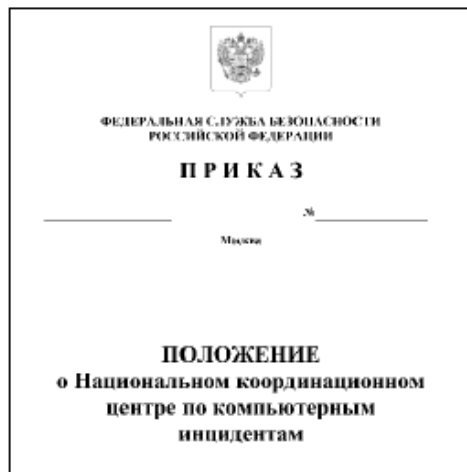 ФЕДЕРАЛЬНАЯ СЛУЖБА БЕЗОПАСНОСТИ
РОССИЙСКОЙ ФЕДЕРАЦИИ
ПРИКАЗ
№
Москва
ПОЛОЖЕНИЕ
о Национальном координационном
центре по компьютерным
инцидентам